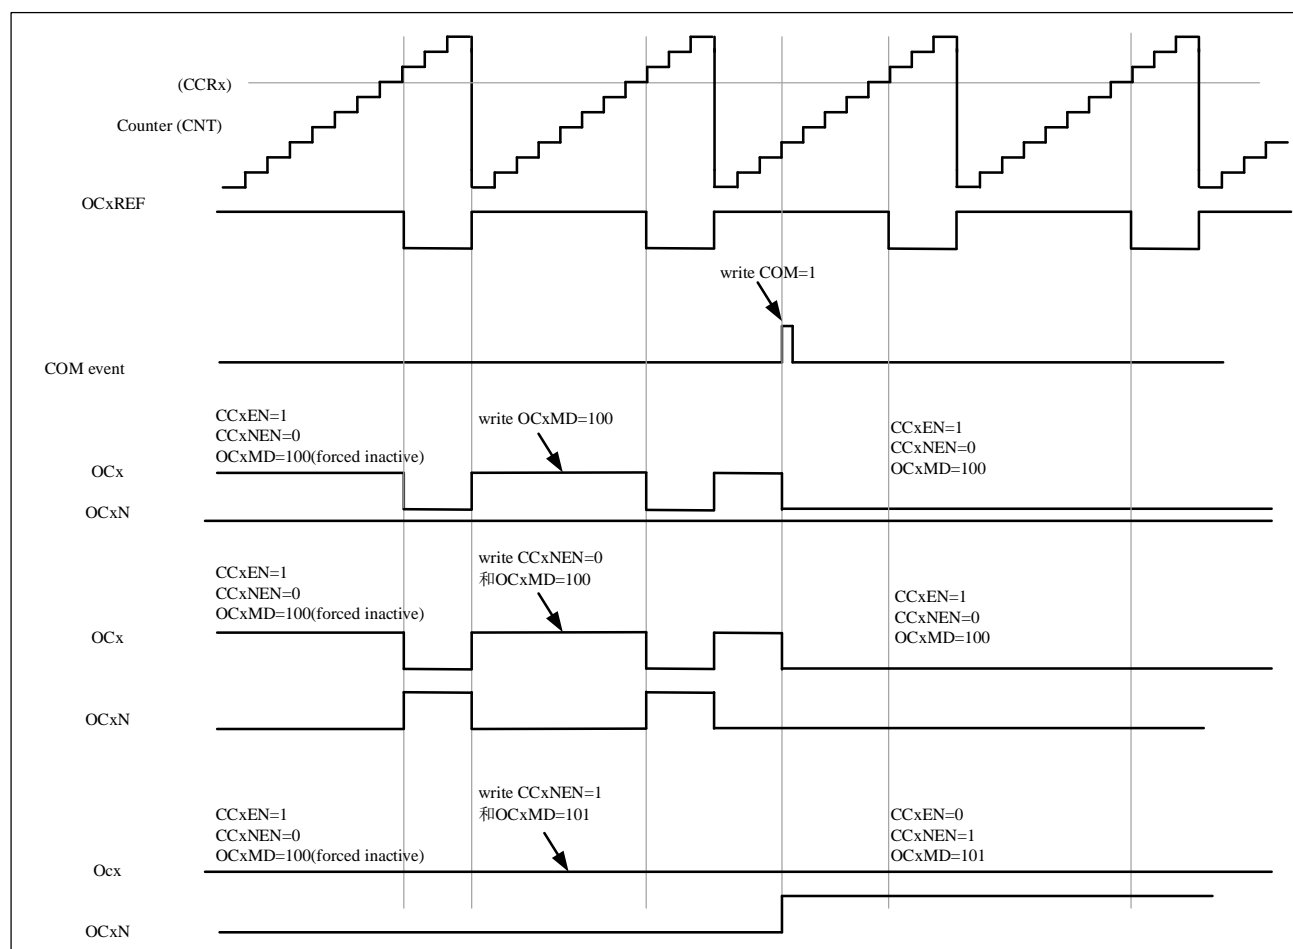 (CCRx)
Counter (CNT)
OCxREF
write COM=1
COM event
CCxEN=1
CCxNEN=0
OCxMD=100(forced inactive)
write OCxMD=100
CCxEN=1
CCxNEN=0
OCxMD=100
OCx
OCxN
CCxEN=1
CCxNEN=0
OCxMD=100(forced inactive)
write CCxNEN=0
和OCxMD=100
CCxEN=1
CCxNEN=0
OCxMD=100
OCx
OCxN
CCxEN=1
CCxNEN=0
OCxMD=100(forced inactive)
write CCxNEN=1
和OCxMD=101
CCxEN=0
CCxNEN=1
OCxMD=101
Ocx
OCxN